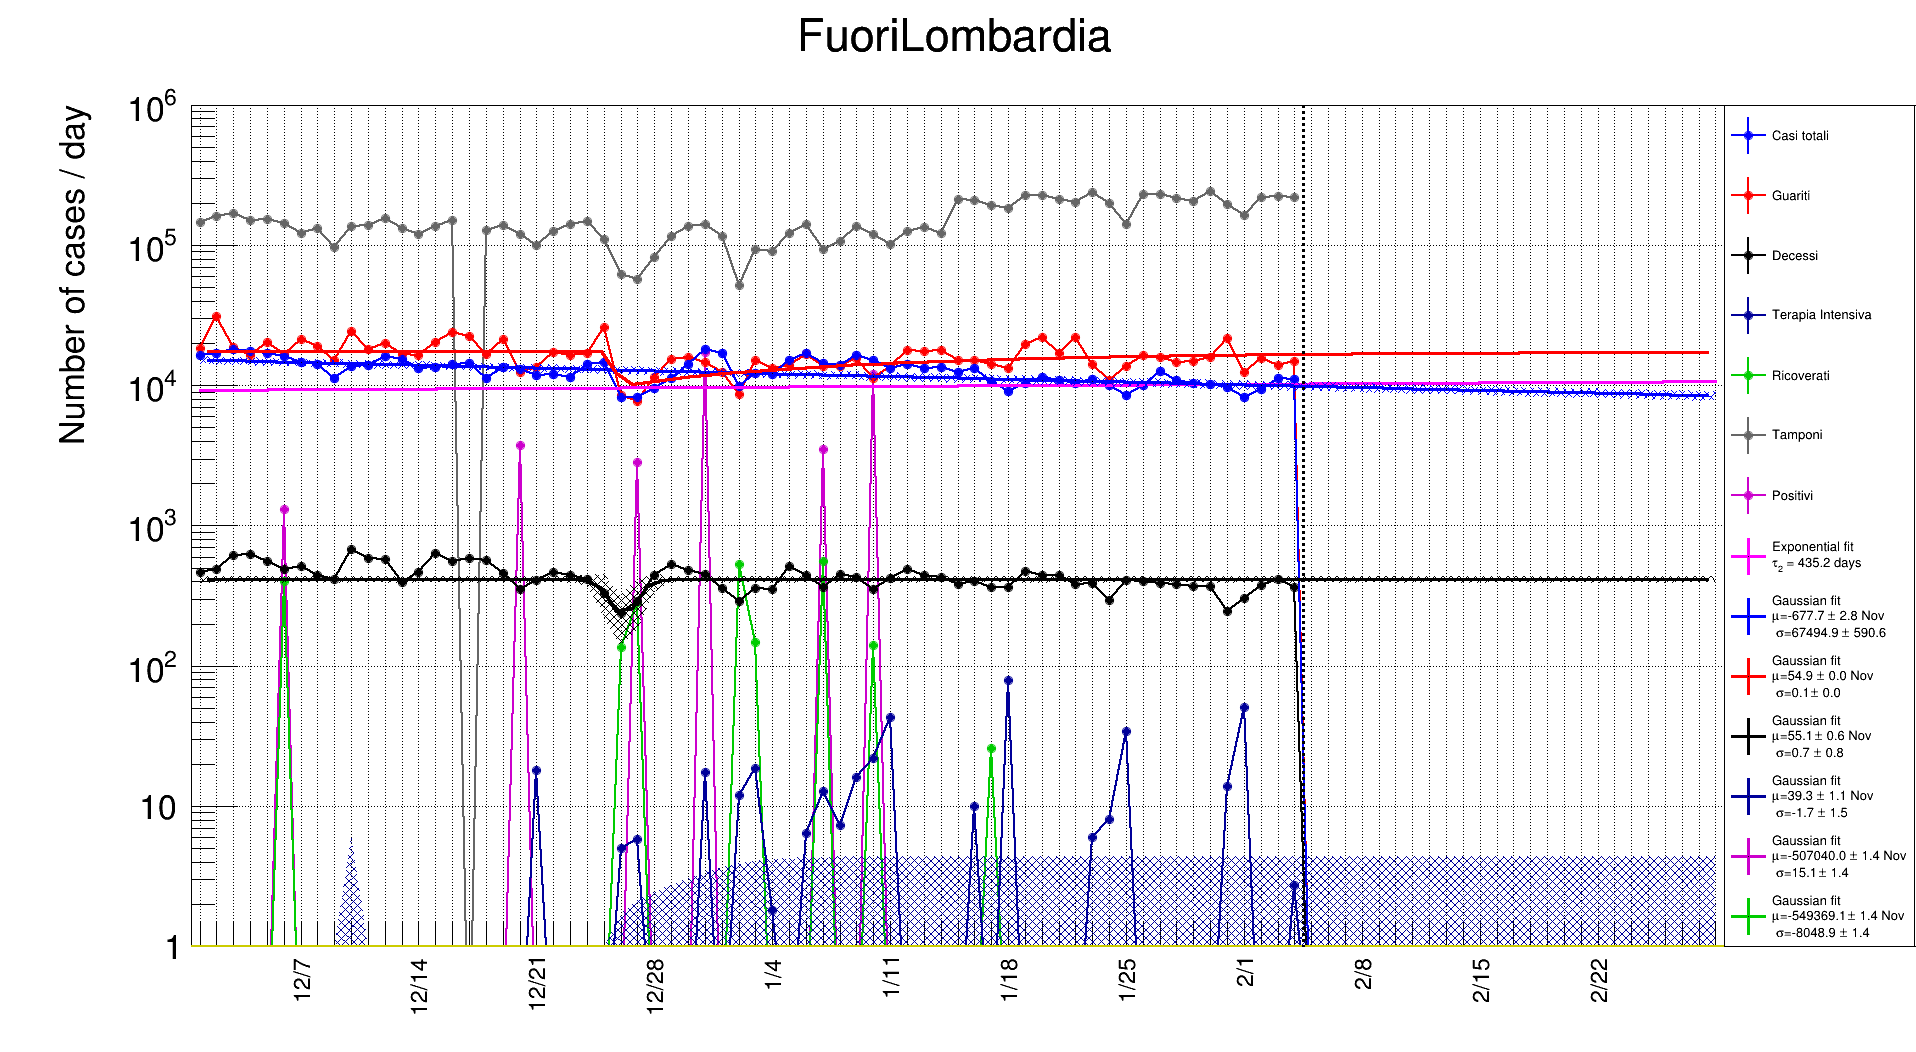 FuoriLombardia
Number of cases / day
10^6
10^5
10^4
10^3
10^2
10
1
12/7
12/14
12/21
12/28
1/4
1/11
1/18
1/25
2/1
2/8
2/15
2/22
Casi totali
Guariti
Decessi
Terapia Intensiva
Ricoverati
Tamponi
Positivi
Exponential fit
τ₂ = 435.2 days
Gaussian fit
μ=-677.7 ± 2.8 Nov
σ=67494.9 ± 590.6
Gaussian fit
μ=54.9 ± 0.0 Nov
σ=0.1 ± 0.0
Gaussian fit
μ=55.1 ± 0.6 Nov
σ=0.7 ± 0.8
Gaussian fit
μ=39.3 ± 1.1 Nov
σ=-1.7 ± 1.5
Gaussian fit
μ=-507040.0 ± 1.4 Nov
σ=15.1 ± 1.4
Gaussian fit
μ=-549369.1 ± 1.4 Nov
σ=-8048.9 ± 1.4